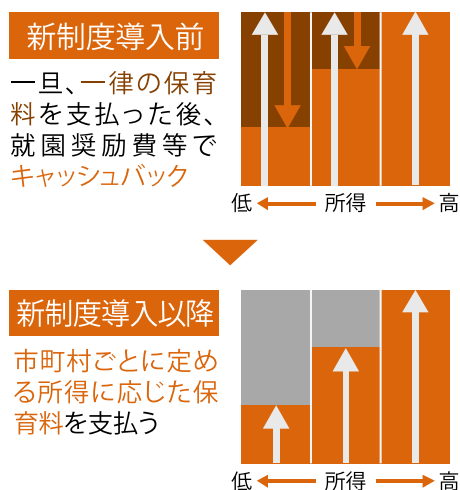 新制度導入前
一旦、一律の保育
料を支払った後、
就園奨励費等で
キャッシュバック
低 所得 高
新制度導入以降
市町村ごとに定め
る所得に応じた保
育料を支払う
低 所得 高